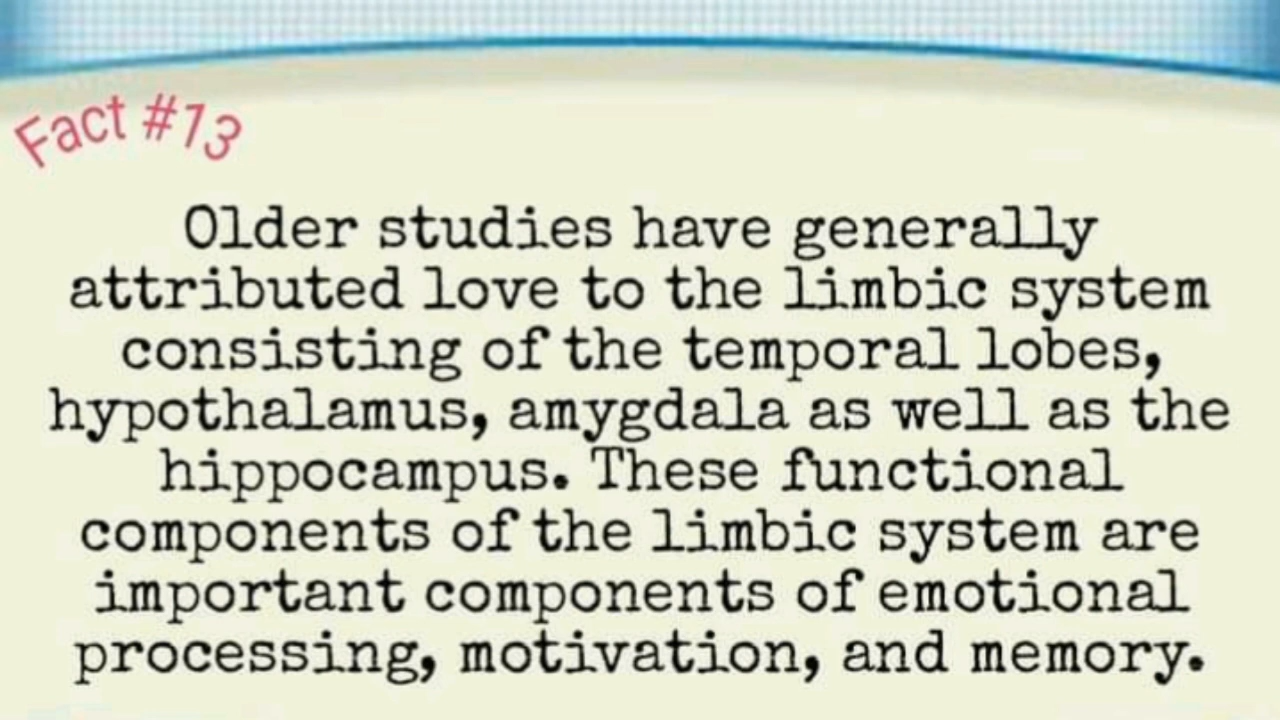 Fact #13
Older studies have generally
attributed love to the limbic system
consisting of the temporal lobes,
hypothalamus, amygdala as well as the
hippocampus. These functional
components of the limbic system are
important components of emotional
processing, motivation, and memory.